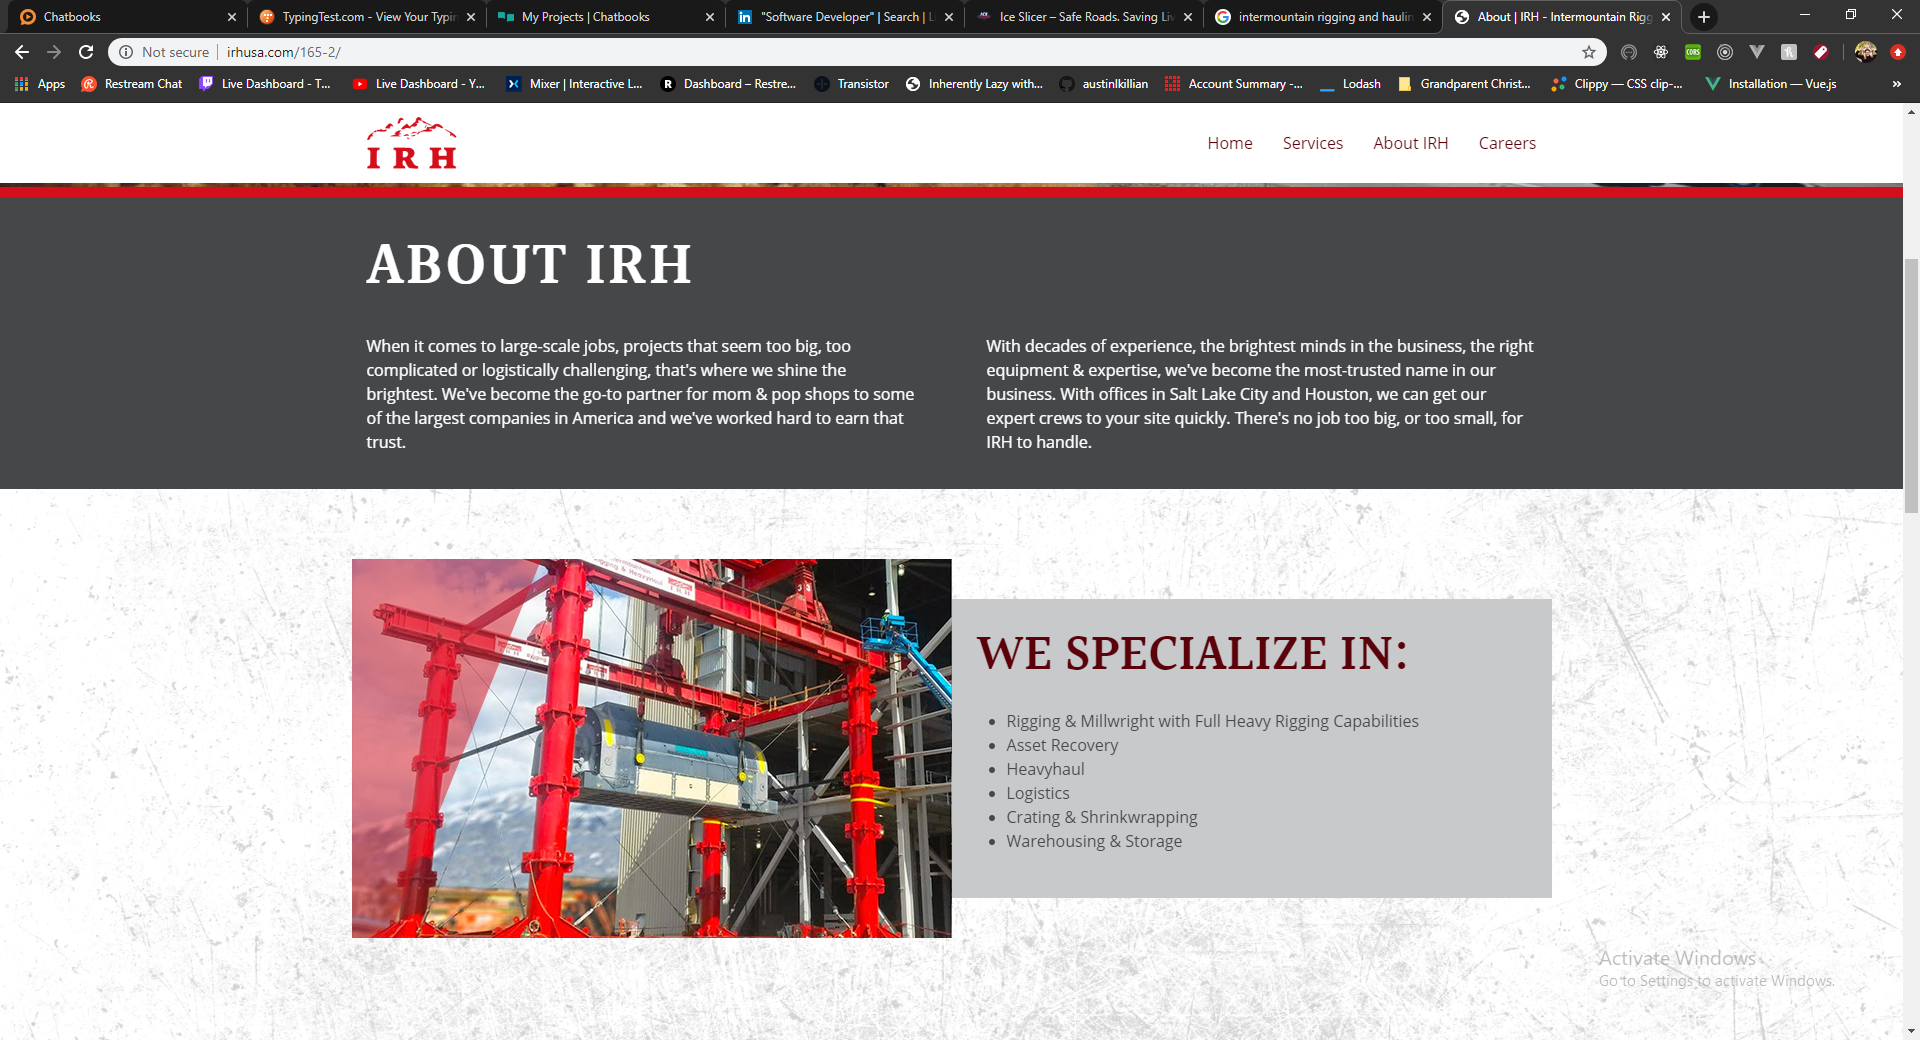 Chatbooks
TypingTest.com - View Your Typin
My Projects | Chatbooks
"Software Developer" | Search | Li
Ice Slicer – Safe Roads. Saving Liv
intermountain rigging and haulin
About | IRH - Intermountain Rigg
Not secure
irhusa.com/165-2/
CORS
Apps
Restream Chat
Live Dashboard - T...
Live Dashboard - Y...
Mixer | Interactive L...
Dashboard – Restre...
Transistor
Inherently Lazy with...
austinlkillian
Account Summary -...
Lodash
Grandparent Christ...
Clippy — CSS clip-...
Installation — Vue.js
»
IRH
Home
Services
About IRH
Careers
ABOUT IRH
When it comes to large-scale jobs, projects that seem too big, too
complicated or logistically challenging, that's where we shine the
brightest. We've become the go-to partner for mom & pop shops to some
of the largest companies in America and we've worked hard to earn that
trust.
With decades of experience, the brightest minds in the business, the right
equipment & expertise, we've become the most-trusted name in our
business. With offices in Salt Lake City and Houston, we can get our
expert crews to your site quickly. There's no job too big, or too small, for
IRH to handle.
Intermountain
Rigging & Heavyhaul
IRH
WE SPECIALIZE IN:
Rigging & Millwright with Full Heavy Rigging Capabilities
Asset Recovery
Heavyhaul
Logistics
Crating & Shrinkwrapping
Warehousing & Storage
Activate Windows
Go to Settings to activate Windows.